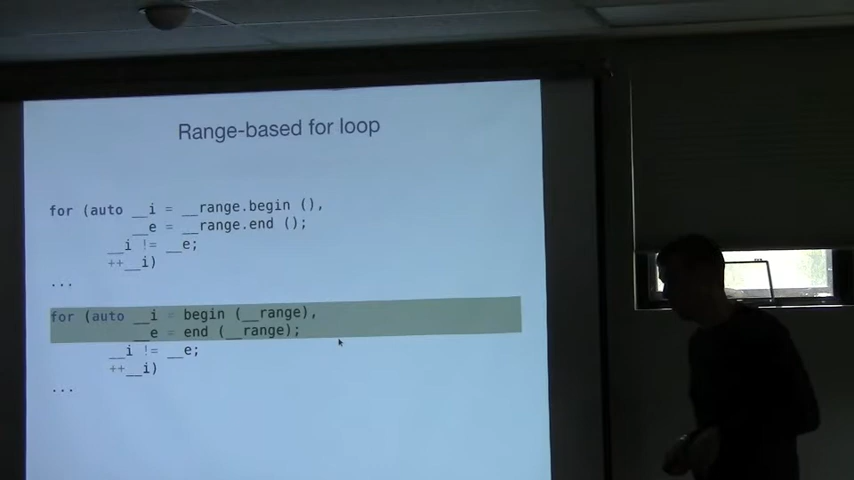 Range-based for loop
for (auto __i = __range.begin (),
__e = __range.end ();
__i != __e;
++__i)
...
for (auto __i = begin (__range),
__e = end (__range);
__i != __e;
++__i)
...